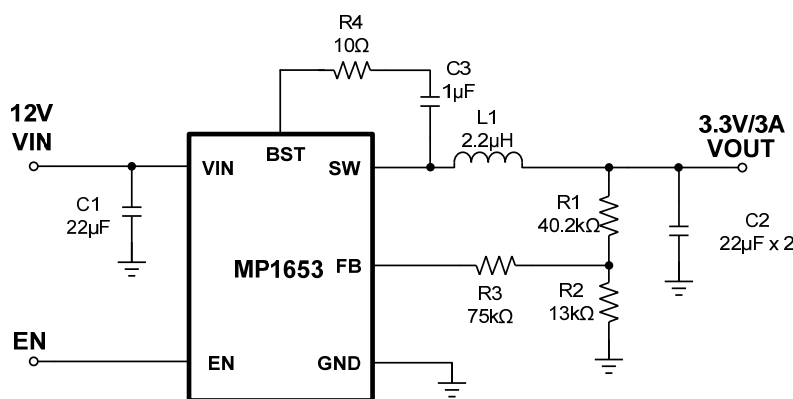 R4
10Ω
C3
1µF
12V
VIN
L1
2.2µH
3.3V/3A
VOUT
BST
VIN
SW
C1
22µF
R1
40.2kΩ
C2
22µF x 2
MP1653
FB
R3
75kΩ
R2
13kΩ
EN
EN
GND